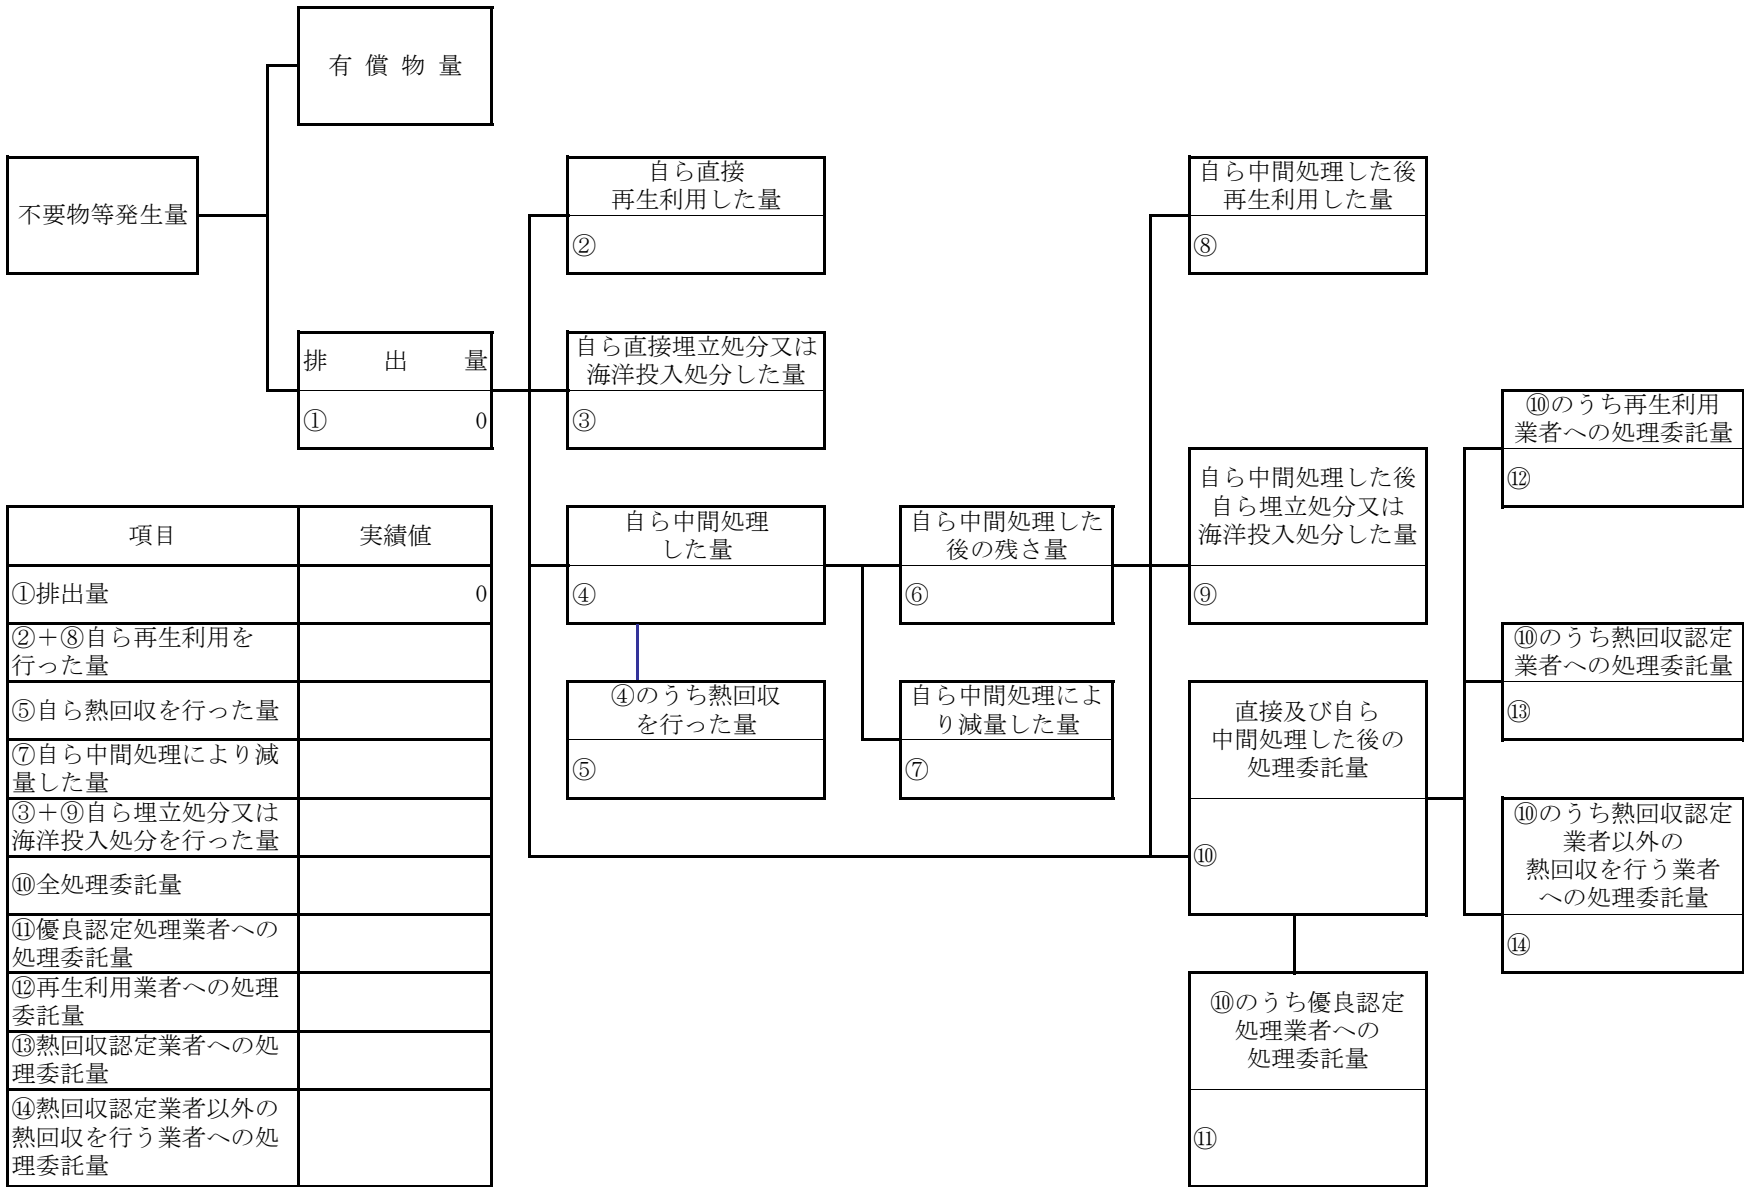 有 償 物 量
不要物等発生量
自ら直接
再生利用した量
②
自ら中間処理した後
再生利用した量
⑧
排 出 量
① 0
自ら直接埋立処分又は
海洋投入処分した量
③
⑩のうち再生利用
業者への処理委託量
⑫
自ら中間処理
した量
④
自ら中間処理した
後の残さ量
⑥
自ら中間処理した後
自ら埋立処分又は
海洋投入処分した量
⑨
⑩のうち熱回収認定
業者への処理委託量
⑬
④のうち熱回収
を行った量
⑤
自ら中間処理によ
り減量した量
⑦
直接及び自ら
中間処理した後の
処理委託量
⑩
⑩のうち熱回収認定
業者以外の
熱回収を行う業者
への処理委託量
⑭
⑩のうち優良認定
処理業者への
処理委託量
⑪
項目 実績値
①排出量 0
②＋⑧自ら再生利用を
行った量
⑤自ら熱回収を行った量
⑦自ら中間処理により減
量した量
③＋⑨自ら埋立処分又は
海洋投入処分を行った量
⑩全処理委託量
⑪優良認定処理業者への
処理委託量
⑫再生利用業者への処理
委託量
⑬熱回収認定業者への処
理委託量
⑭熱回収認定業者以外の
熱回収を行う業者への処
理委託量